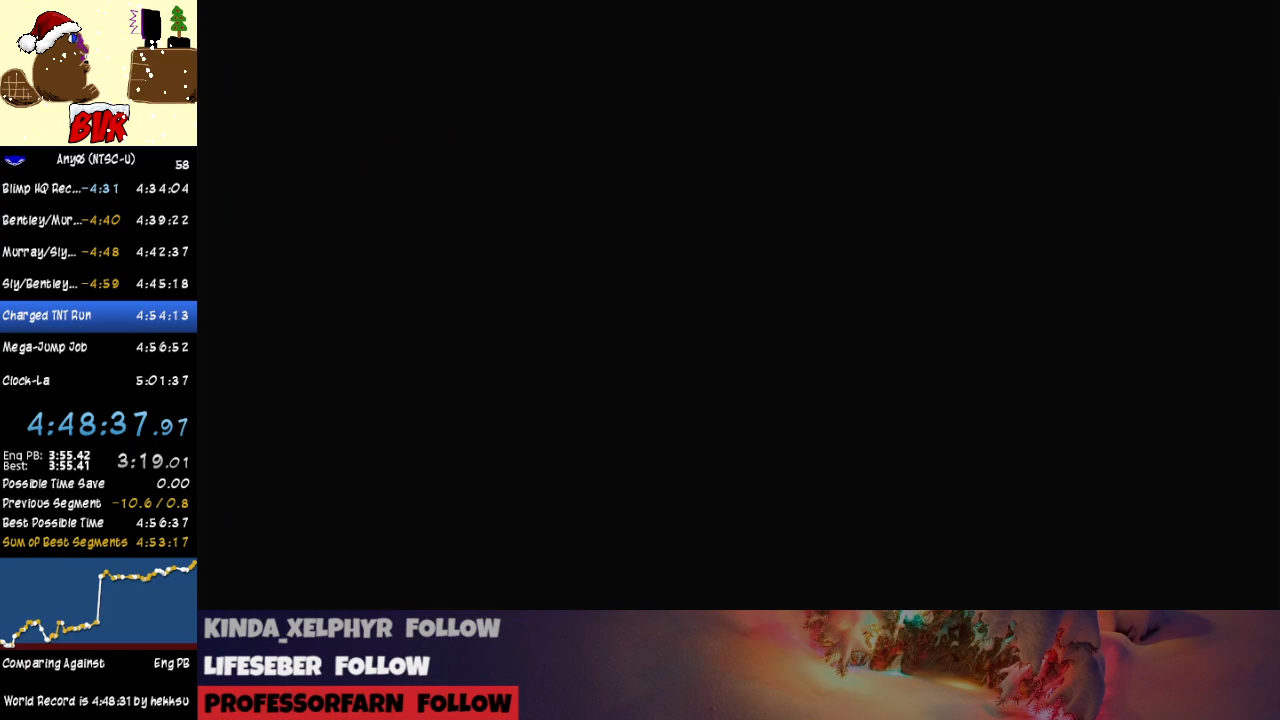 BVR
Any% (NTSC-U)
58
Blimp HQ Rec... -4:31 4:34:04
Bentley/Mur... -4:40 4:39:22
Murray/Sly... -4:48 4:42:37
Sly/Bentley... -4:59 4:45:18
Charged TNT Run 4:54:13
Mega-Jump Job 4:56:52
Clock-La 5:01:37
4:48:37.97
Eng PB: 3:55.42
Best: 3:55.41
3:19.01
Possible Time Save 0.00
Previous Segment -10.6 / 0.8
Best Possible Time 4:56:37
Sum of Best Segments 4:53:17
Comparing Against Eng PB
World Record is 4:48:31 by hekksu
KINDA_XELPHYR FOLLOW
LIFESEBER FOLLOW
PROFESSORFARN FOLLOW